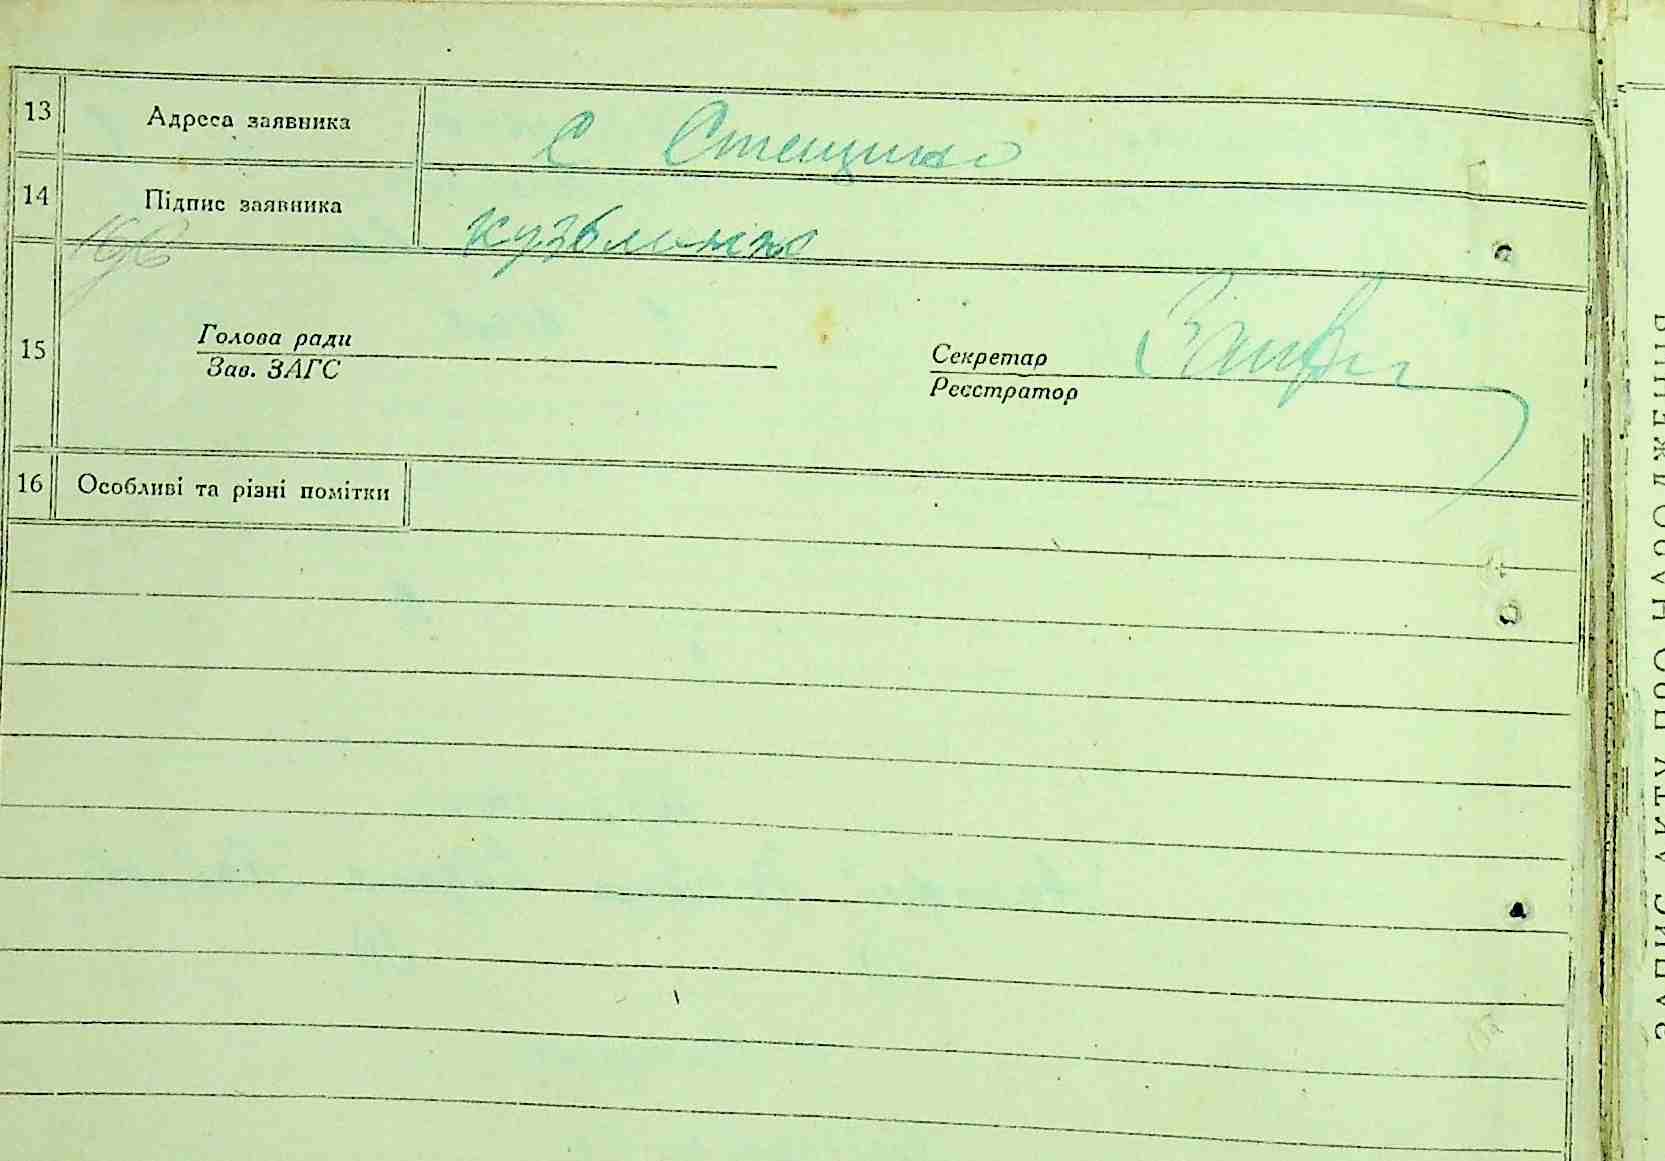 13 Адреса заявника С Стецика
14 Підпис заявника Кузьменко
15 Голова ради Секретар
Зав. ЗАГС Реєстратор
16 Особливі та різні помітки
ЗАПИС АКТУ ПРО НАРОДЖЕННЯ